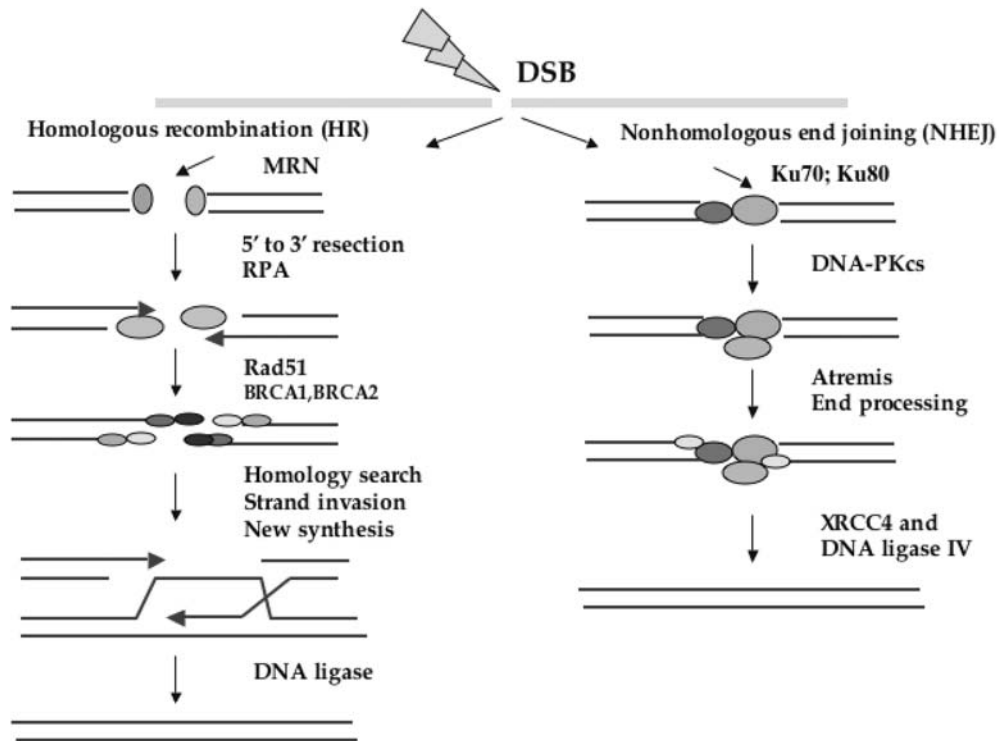 DSB
Homologous recombination (HR)
MRN
5′ to 3′ resection
RPA
Rad51
BRCA1,BRCA2
Homology search
Strand invasion
New synthesis
DNA ligase
Nonhomologous end joining (NHEJ)
Ku70; Ku80
DNA-PKcs
Atremis
End processing
XRCC4 and
DNA ligase IV